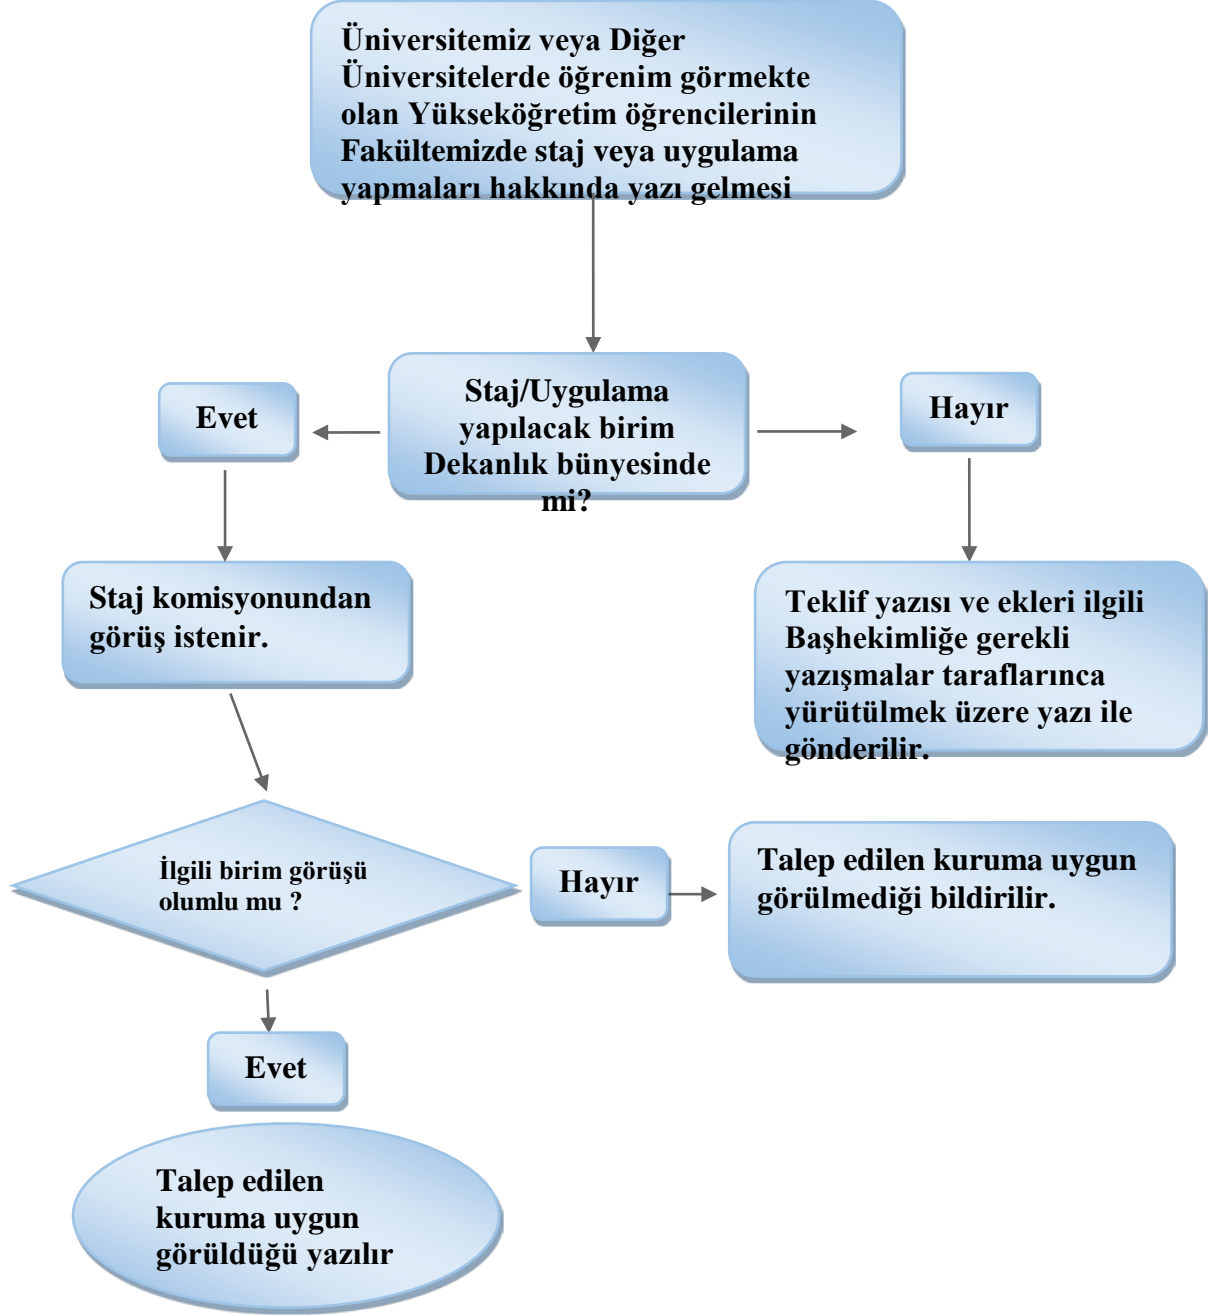 Üniversitemiz veya Diğer
Üniversitelerde öğrenim görmekte
olan Yükseköğretim öğrencilerinin
Fakültemizde staj veya uygulama
yapmaları hakkında yazı gelmesi
Staj/Uygulama
yapılacak birim
Dekanlık bünyesinde
mi?
Evet
Hayır
Staj komisyonundan
görüş istenir.
Teklif yazısı ve ekleri ilgili
Başhekimliğe gerekli
yazışmalar taraflarınca
yürütülmek üzere yazı ile
gönderilir.
İlgili birim görüşü
olumlu mu ?
Hayır
Talep edilen kuruma uygun
görülmediği bildirilir.
Evet
Talep edilen
kuruma uygun
görüldüğü yazılır